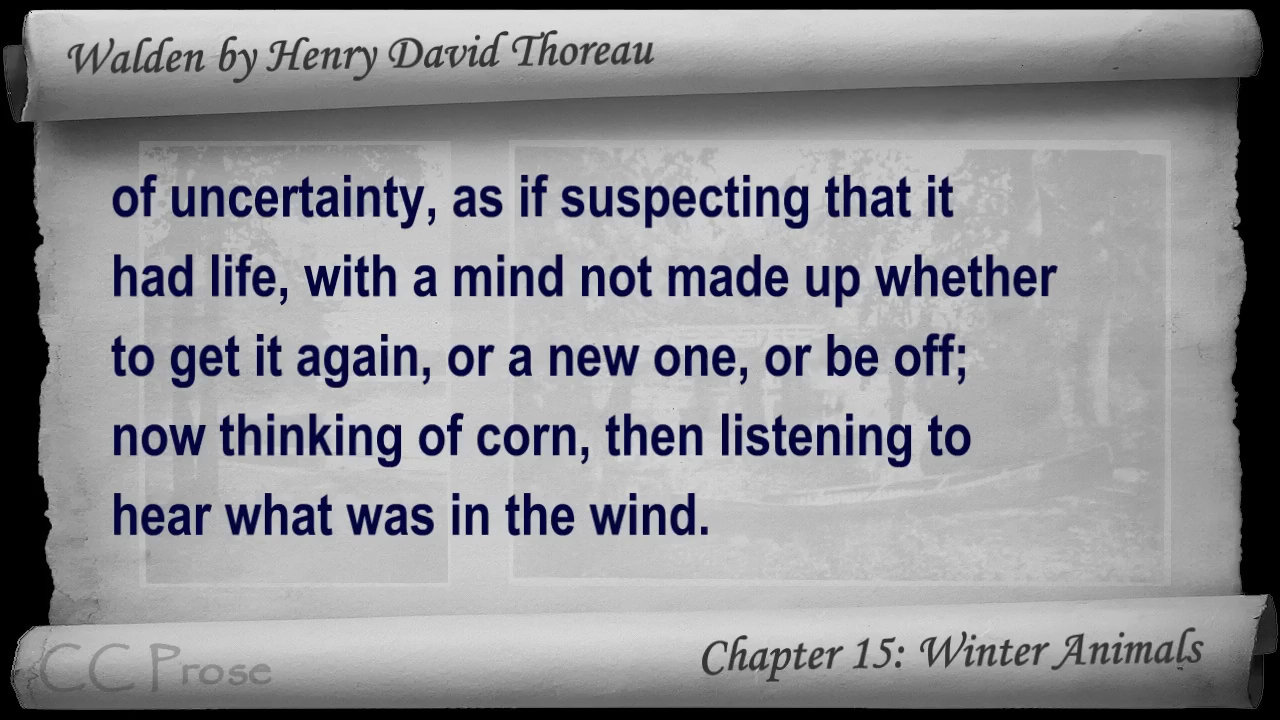 Walden by Henry David Thoreau
of uncertainty, as if suspecting that it
had life, with a mind not made up whether
to get it again, or a new one, or be off;
now thinking of corn, then listening to
hear what was in the wind.
CC Prose
Chapter 15: Winter Animals